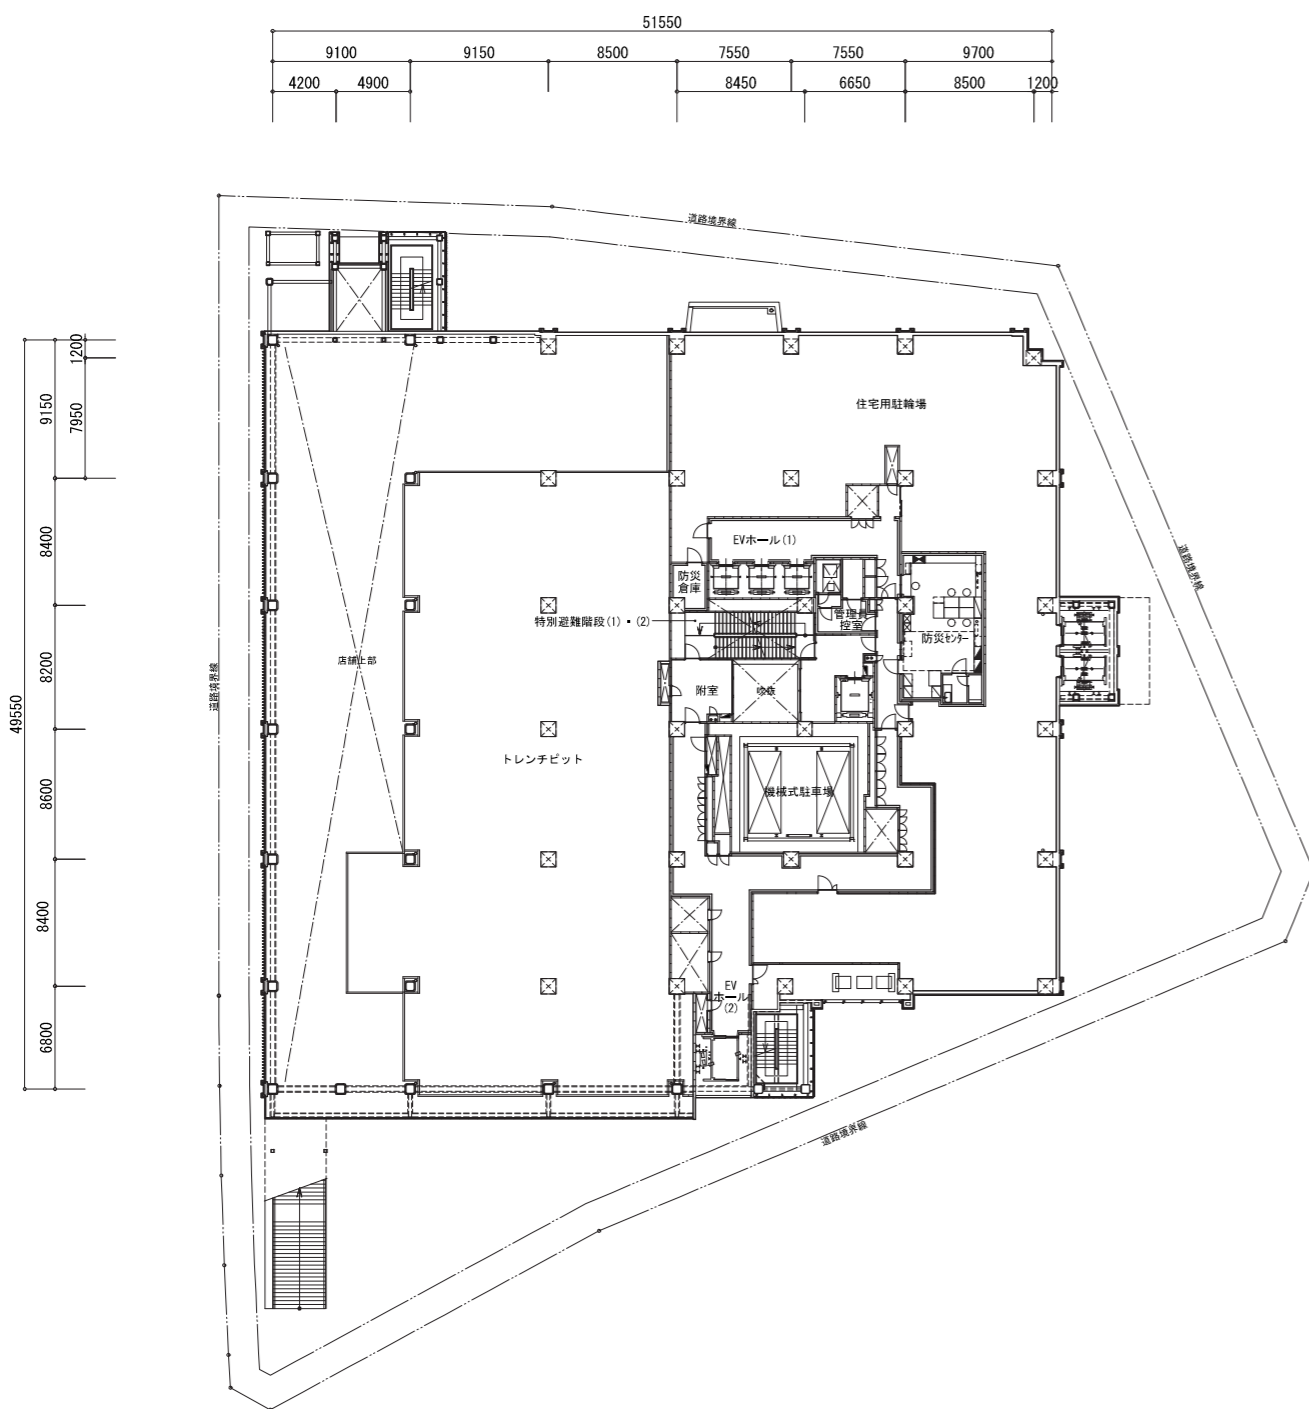 51550
9100 9150 8500 7550 7550 9700
4200 4900 8450 6650 8500 1200
道路境界線
1200
9150
7950
住宅用駐輪場
8400
EVホール(1)
道路境界線
防災
倉庫
特別避難階段(1)・(2)
管理員
控室
防災センター
8200
店舗上部
道路境界線
附室
吹抜
49550
トレンチピット
8600
機械式駐車場
8400
EV
ホール
(2)
6800
道路境界線